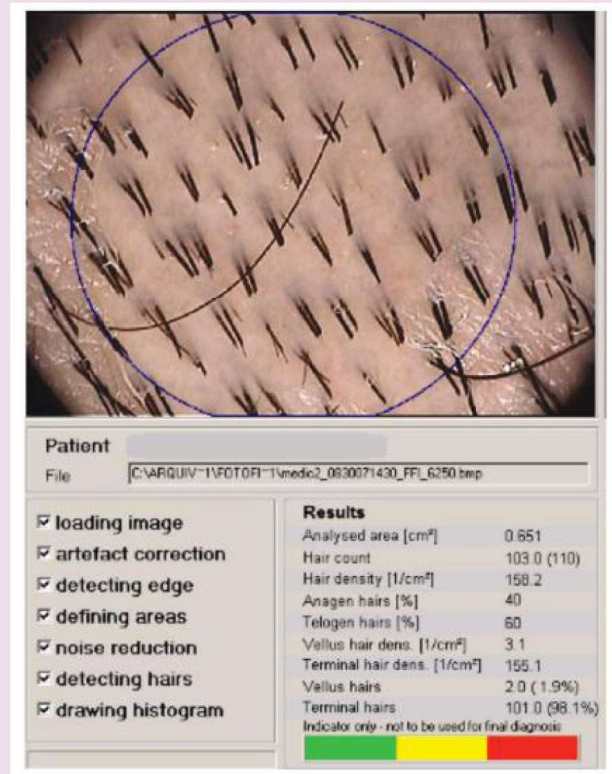 Patient
File C:\ARQUIV~1\FOTOFI~1\medic2_0830071430_FFI_6250.bmp
loading image
artefact correction
detecting edge
defining areas
noise reduction
detecting hairs
drawing histogram
Results
Analysed area [cm²] 0.651
Hair count 103.0 (110)
Hair density [1/cm²] 158.2
Anagen hairs [%] 40
Telogen hairs [%] 60
Vellus hair dens. [1/cm²] 3.1
Terminal hair dens. [1/cm²] 155.1
Vellus hairs 2.0 ( 1.9%)
Terminal hairs 101.0 (98.1%)
Indicator only - not to be used for final diagnosis